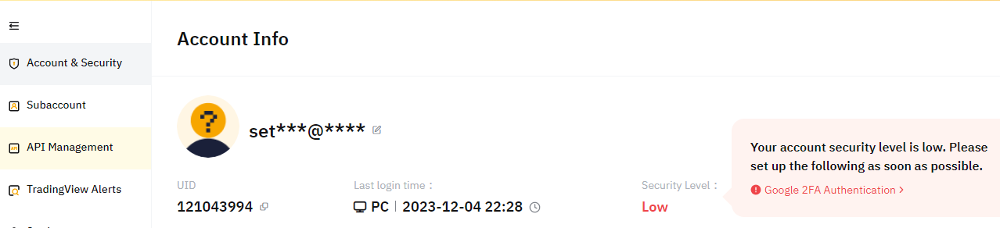 Account Info
Account & Security
Subaccount
API Management
TradingView Alerts
set***@****
UID
121043994
Last login time：
PC | 2023-12-04 22:28
Security Level：
Low
Your account security level is low. Please
set up the following as soon as possible.
Google 2FA Authentication